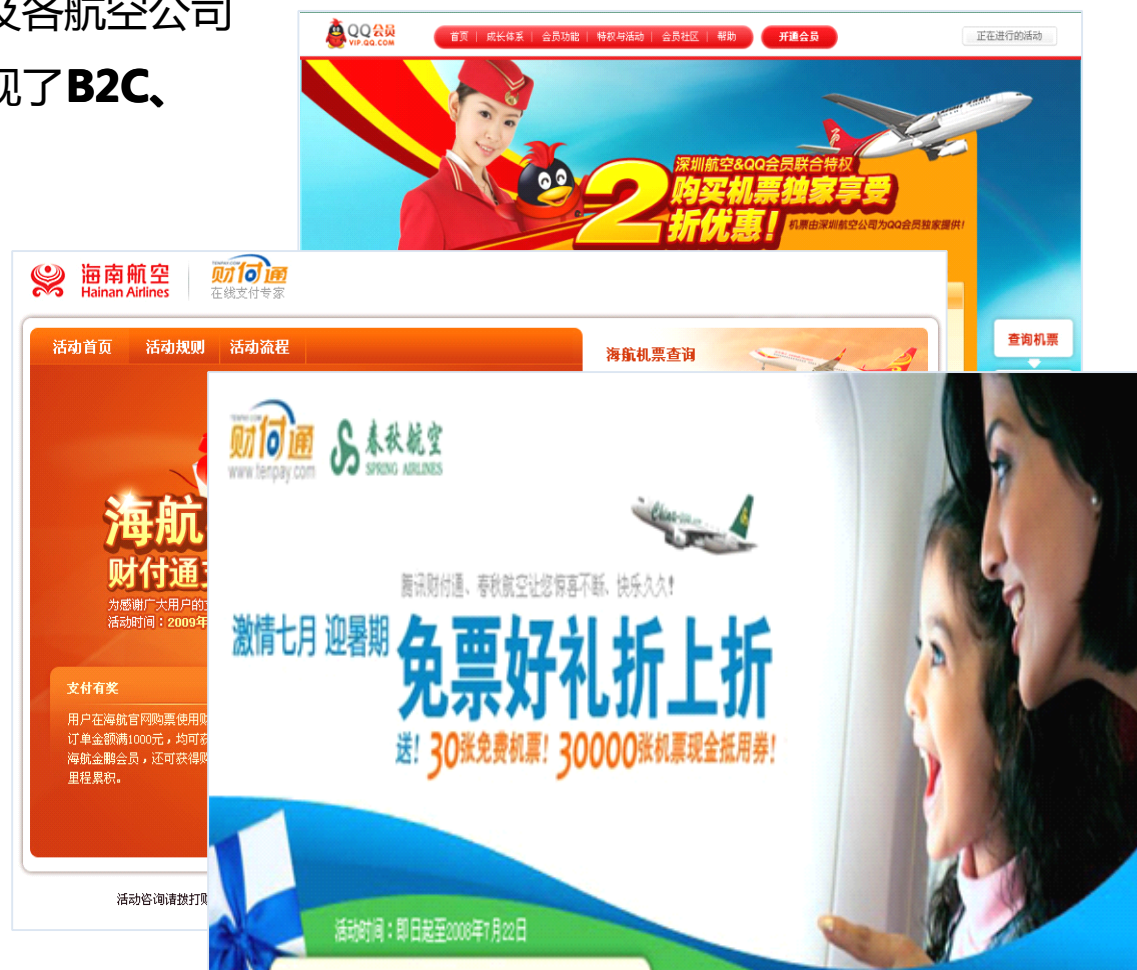 及各航空公司
现了B2C、
QQ会员
VIP.QQ.COM
首页 | 成长体系 | 会员功能 | 特权与活动 | 会员社区 | 帮助
开通会员
正在进行的活动
深圳航空&QQ会员联合特权
2
购买机票独家享受
折优惠!
机票由深圳航空公司为QQ会员独家提供!
查询机票
海南航空
Hainan Airlines
财付通
在线支付专家
活动首页 活动规则 活动流程
海航机票查询
海航
财付通
为感谢广大用户的
活动时间：2009年
支付有奖
用户在海航官网购票使用
订单金额满1000元，均可
海航金鹏会员，还可获得
里程累积。
活动咨询请拨打
TENPAY.COM
财付通
www.tenpay.com
春秋航空
SPRING AIRLINES
腾讯财付通、春秋航空让您惊喜不断、快乐久久!
激情七月 迎暑期
免票好礼折上折
送! 30张免费机票! 30000张机票现金抵用券!
活动时间：即日起至2008年7月22日